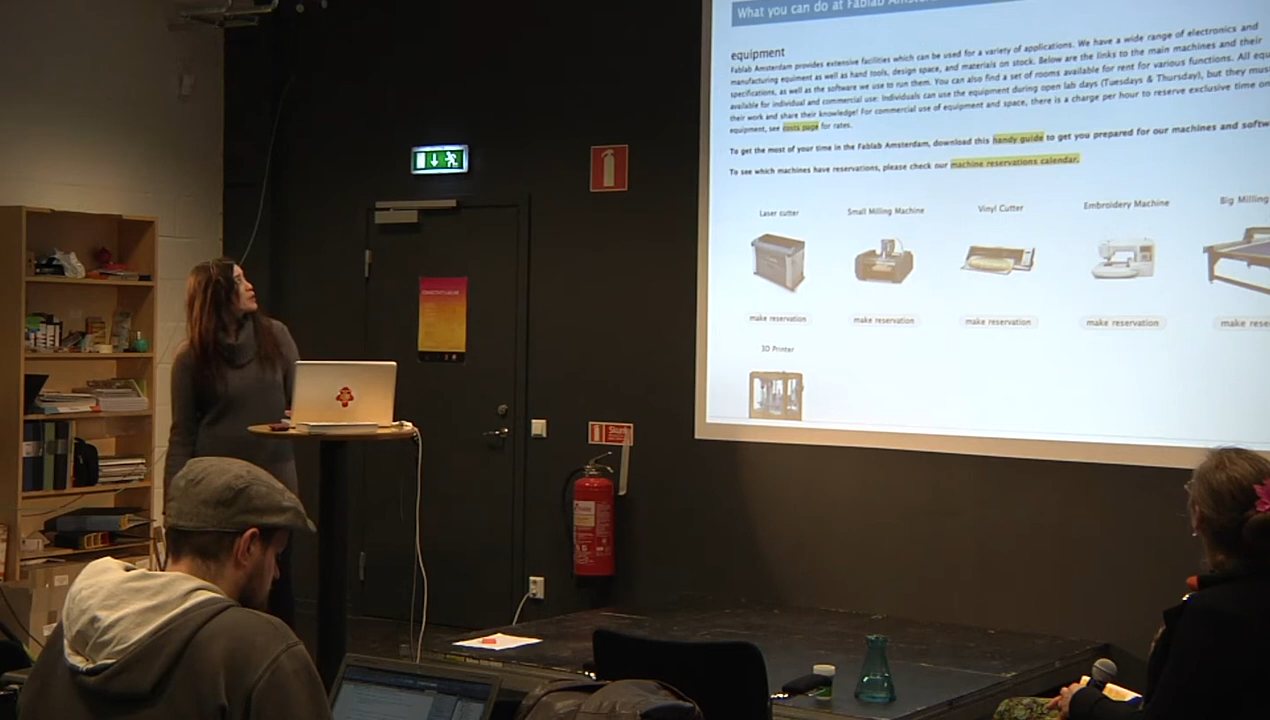 What you can do at Fablab Amster
equipment
Fablab Amsterdam provides extensive facilities which can be used for a variety of applications. We have a wide range of electronics and
manufacturing equiment as well as hand tools, design space, and materials on stock. Below are the links to the main machines and their
specifications, as well as the software we use to run them. You can also find a set of rooms available for rent for various functions. All equ
available for individual and commercial use: Individuals can use the equipment during open lab days (Tuesdays & Thursday), but they mus
their work and share their knowledge! For commercial use of equipment and space, there is a charge per hour to reserve exclusive time on
equipment, see costs page for rates.
To get the most of your time in the Fablab Amsterdam, download this handy guide to get you prepared for our machines and softw
To see which machines have reservations, please check our machine reservations calendar.
Laser cutter
Small Milling Machine
Vinyl Cutter
Embroidery Machine
Big Milling
make reservation
make reservation
make reservation
make reservation
make rese
3D Printer